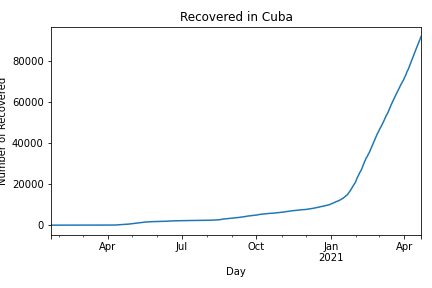 Recovered in Cuba
Number of Recovered
80000
60000
40000
20000
0
Apr
Jul
Oct
Jan
2021
Apr
Day